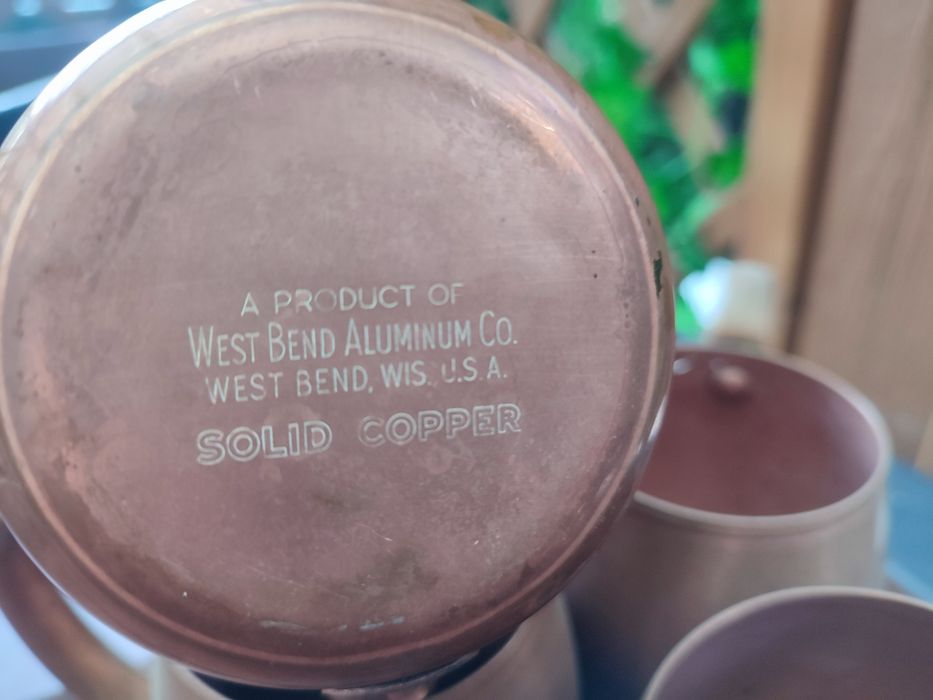 A PRODUCT OF
WEST BEND ALUMINUM CO.
WEST BEND, WIS. U.S.A.
SOLID COPPER